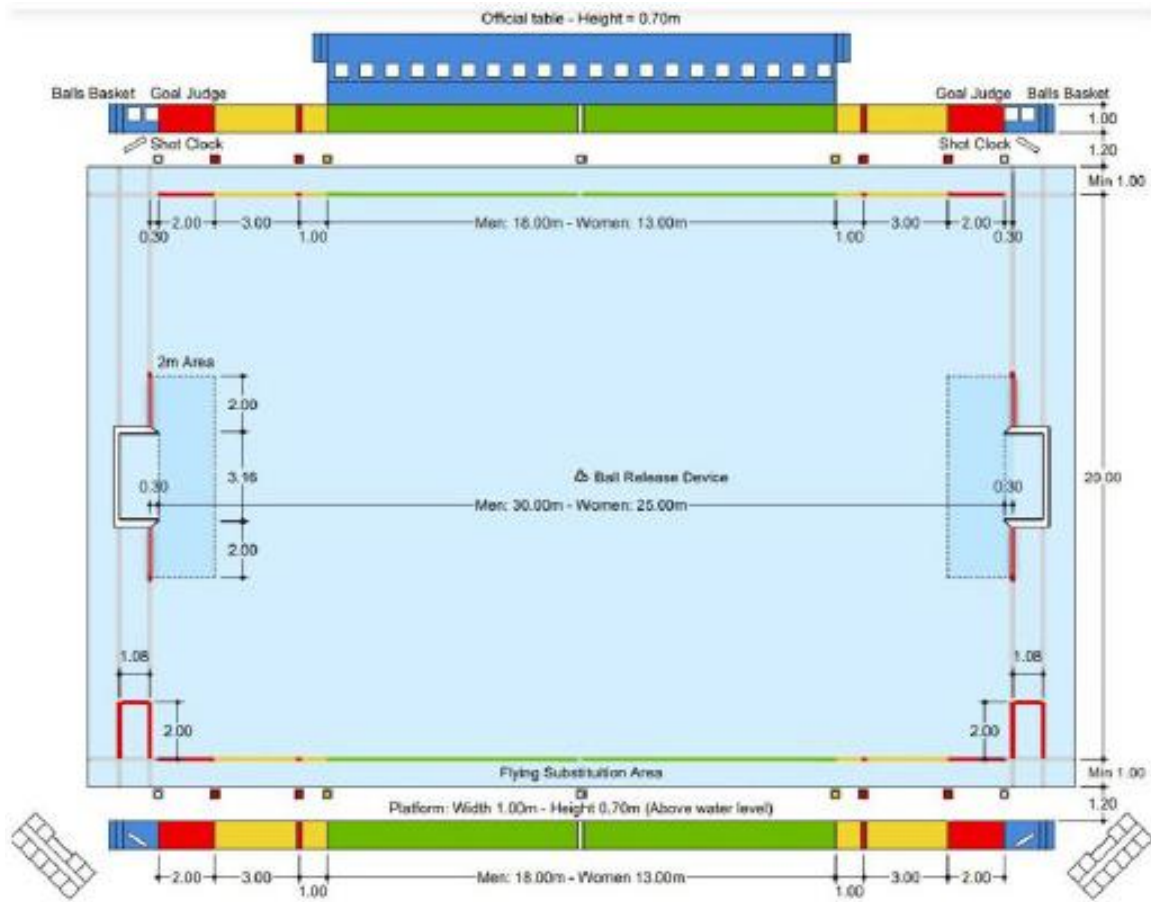 Official table - Height = 0.70m
Balls Basket Goal Judge
Goal Judge Balls Basket
1.00
Shot Clock
Shot Clock
1.20
Min 1.00
2.00 3.00 Men: 18.00m - Women: 13.00m 3.00 2.00
0.30 1.00 1.00 0.30
2m Area
2.00
3.16
Ball Release Device
0.30 0.30 20.00
Men: 30.00m - Women: 25.00m
2.00
1.08 1.08
2.00 2.00
Flying Substituition Area
Min 1.00
Platform: Width 1.00m - Height 0.70m (Above water level)
1.20
2.00 3.00 Men: 18.00m - Women 13.00m 3.00 2.00
1.00 1.00